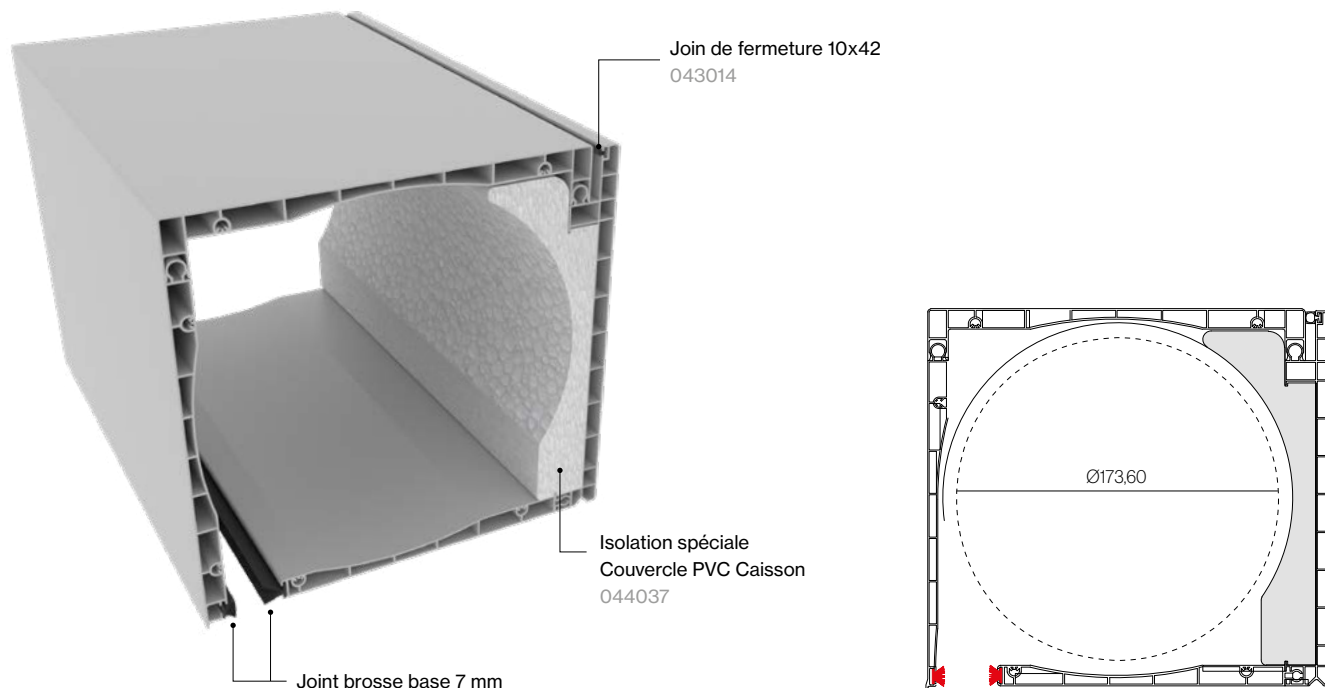 Join de fermeture 10x42
043014
Isolation spéciale
Couvercle PVC Caisson
044037
Joint brosse base 7 mm
Ø173,60